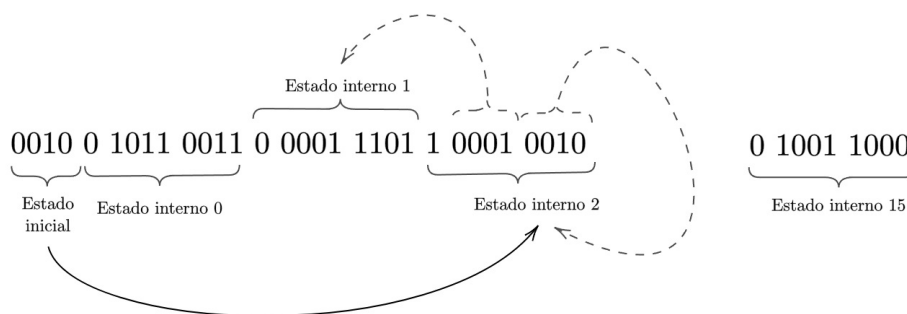 Estado interno 1
0010 0 1011 0011 0 0001 1101 1 0001 0010 0 1001 1000
Estado
inicial
Estado interno 0
Estado interno 2
Estado interno 15